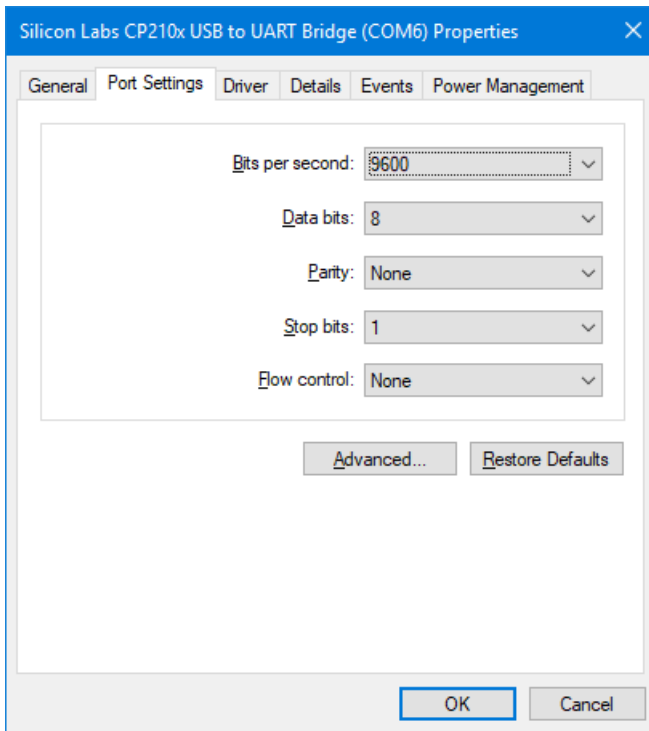 Silicon Labs CP210x USB to UART Bridge (COM6) Properties
General Port Settings Driver Details Events Power Management
Bits per second: 9600
Data bits: 8
Parity: None
Stop bits: 1
Flow control: None
Advanced... Restore Defaults
OK Cancel